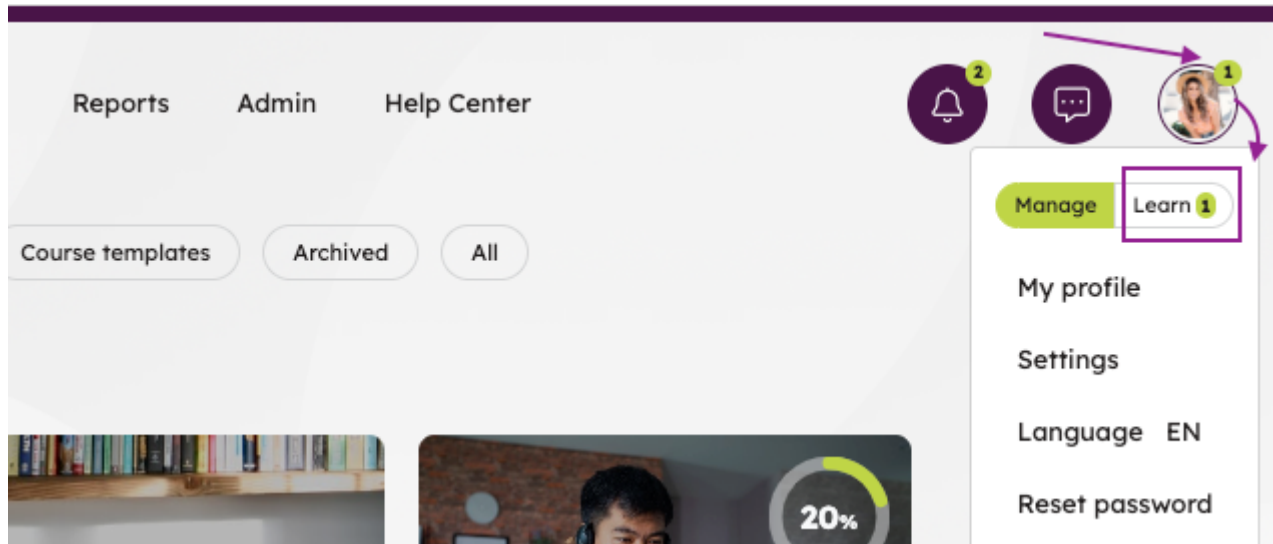 2
1
Reports Admin Help Center
Manage Learn 1
Course templates Archived All
My profile
Settings
Language EN
20%
Reset password